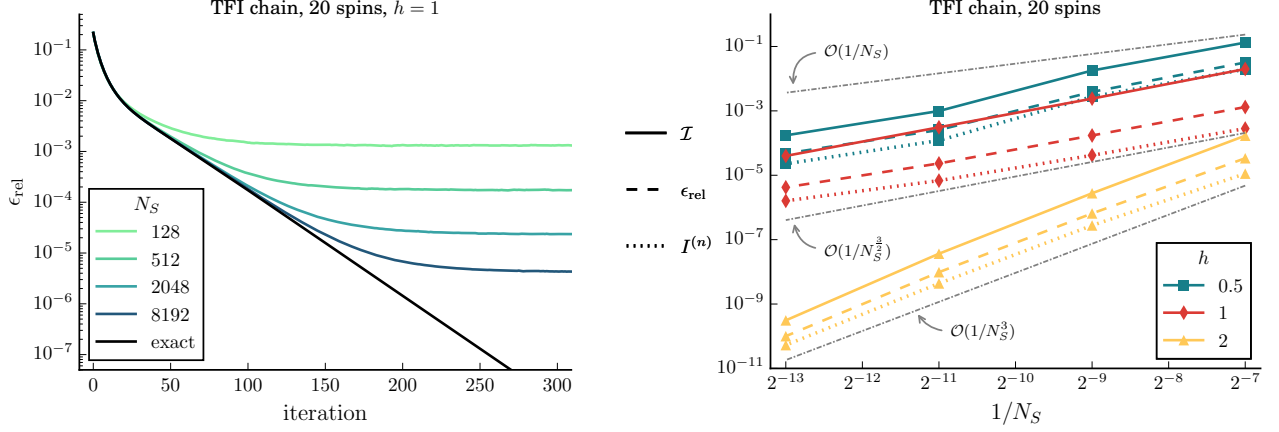 TFI chain, 20 spins, h = 1
ϵ_rel
10⁻¹
10⁻²
10⁻³
10⁻⁴
10⁻⁵
10⁻⁶
10⁻⁷
N_S
128
512
2048
8192
exact
0 50 100 150 200 250 300
iteration
𝓘
ϵ_rel
I⁽ⁿ⁾
TFI chain, 20 spins
10⁻¹
10⁻³
10⁻⁵
10⁻⁷
10⁻⁹
10⁻¹¹
𝒪(1/N_S)
𝒪(1/N_S^{3/2})
𝒪(1/N_S³)
h
0.5
1
2
2⁻¹³ 2⁻¹² 2⁻¹¹ 2⁻¹⁰ 2⁻⁹ 2⁻⁸ 2⁻⁷
1/N_S